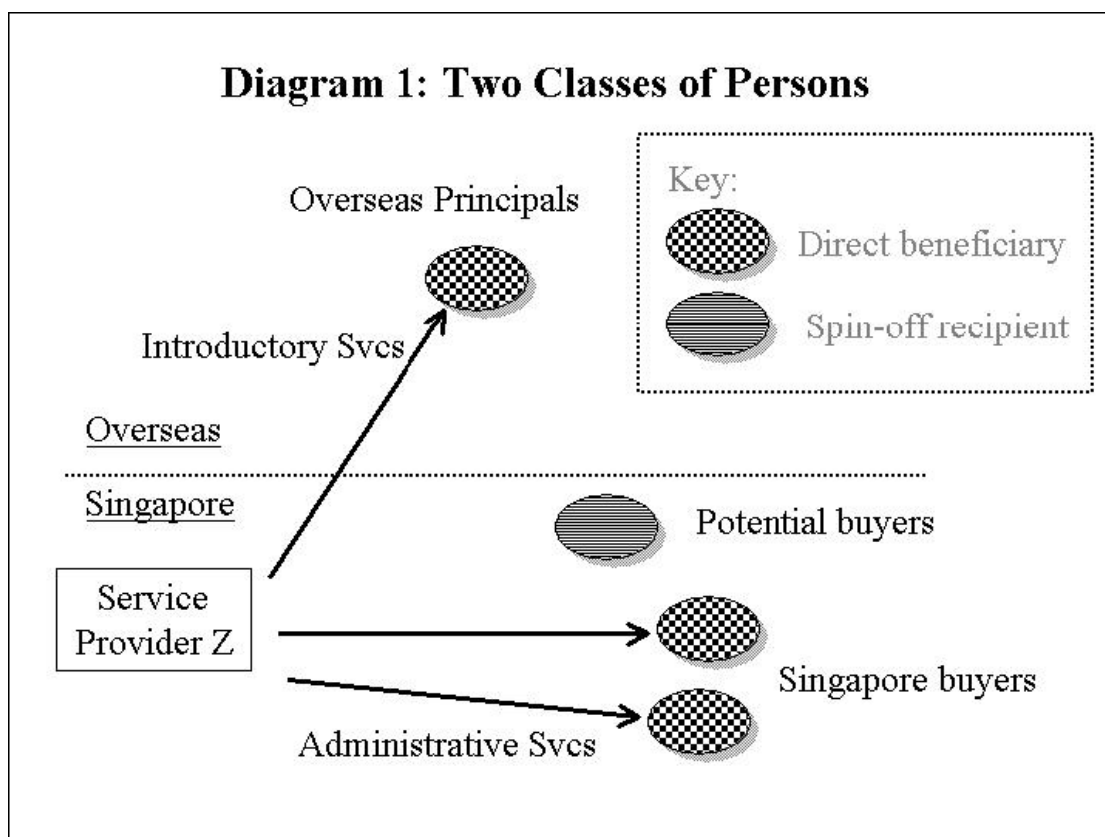 Diagram 1: Two Classes of Persons
Key:
Direct beneficiary
Spin-off recipient
Overseas Principals
Introductory Svcs
Overseas
Singapore
Potential buyers
Service
Provider Z
Singapore buyers
Administrative Svcs